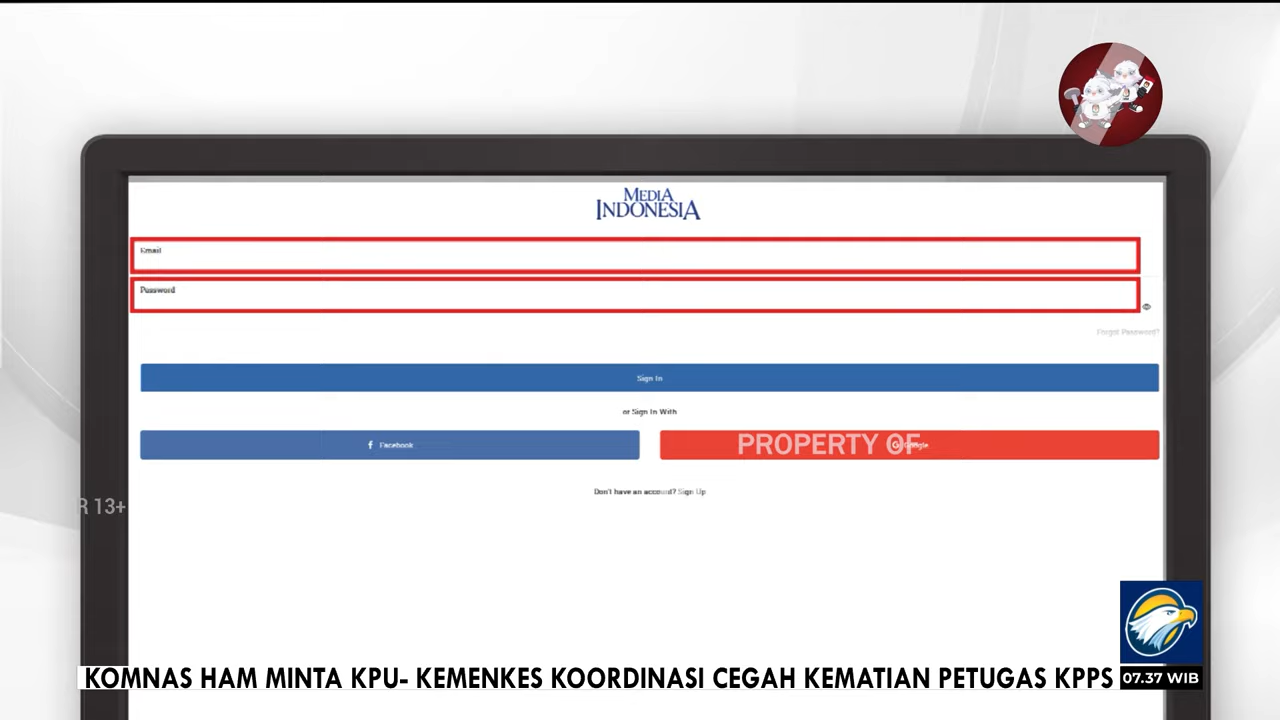 MEDIA
INDONESIA
Email
Password
Forgot Password?
Sign In
or Sign In With
Facebook
Google
PROPERTY OF
Don't have an account? Sign Up
R 13+
KOMNAS HAM MINTA KPU- KEMENKES KOORDINASI CEGAH KEMATIAN PETUGAS KPPS
07.37 WIB